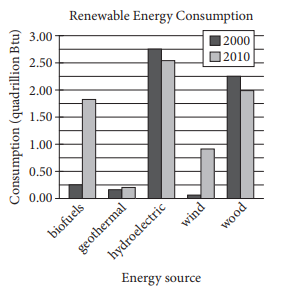 Renewable Energy Consumption
Consumption (quadrillion Btu)
3.00
2.50
2.00
1.50
1.00
0.50
0.00
2000
2010
biofuels
geothermal
hydroelectric
wind
wood
Energy source